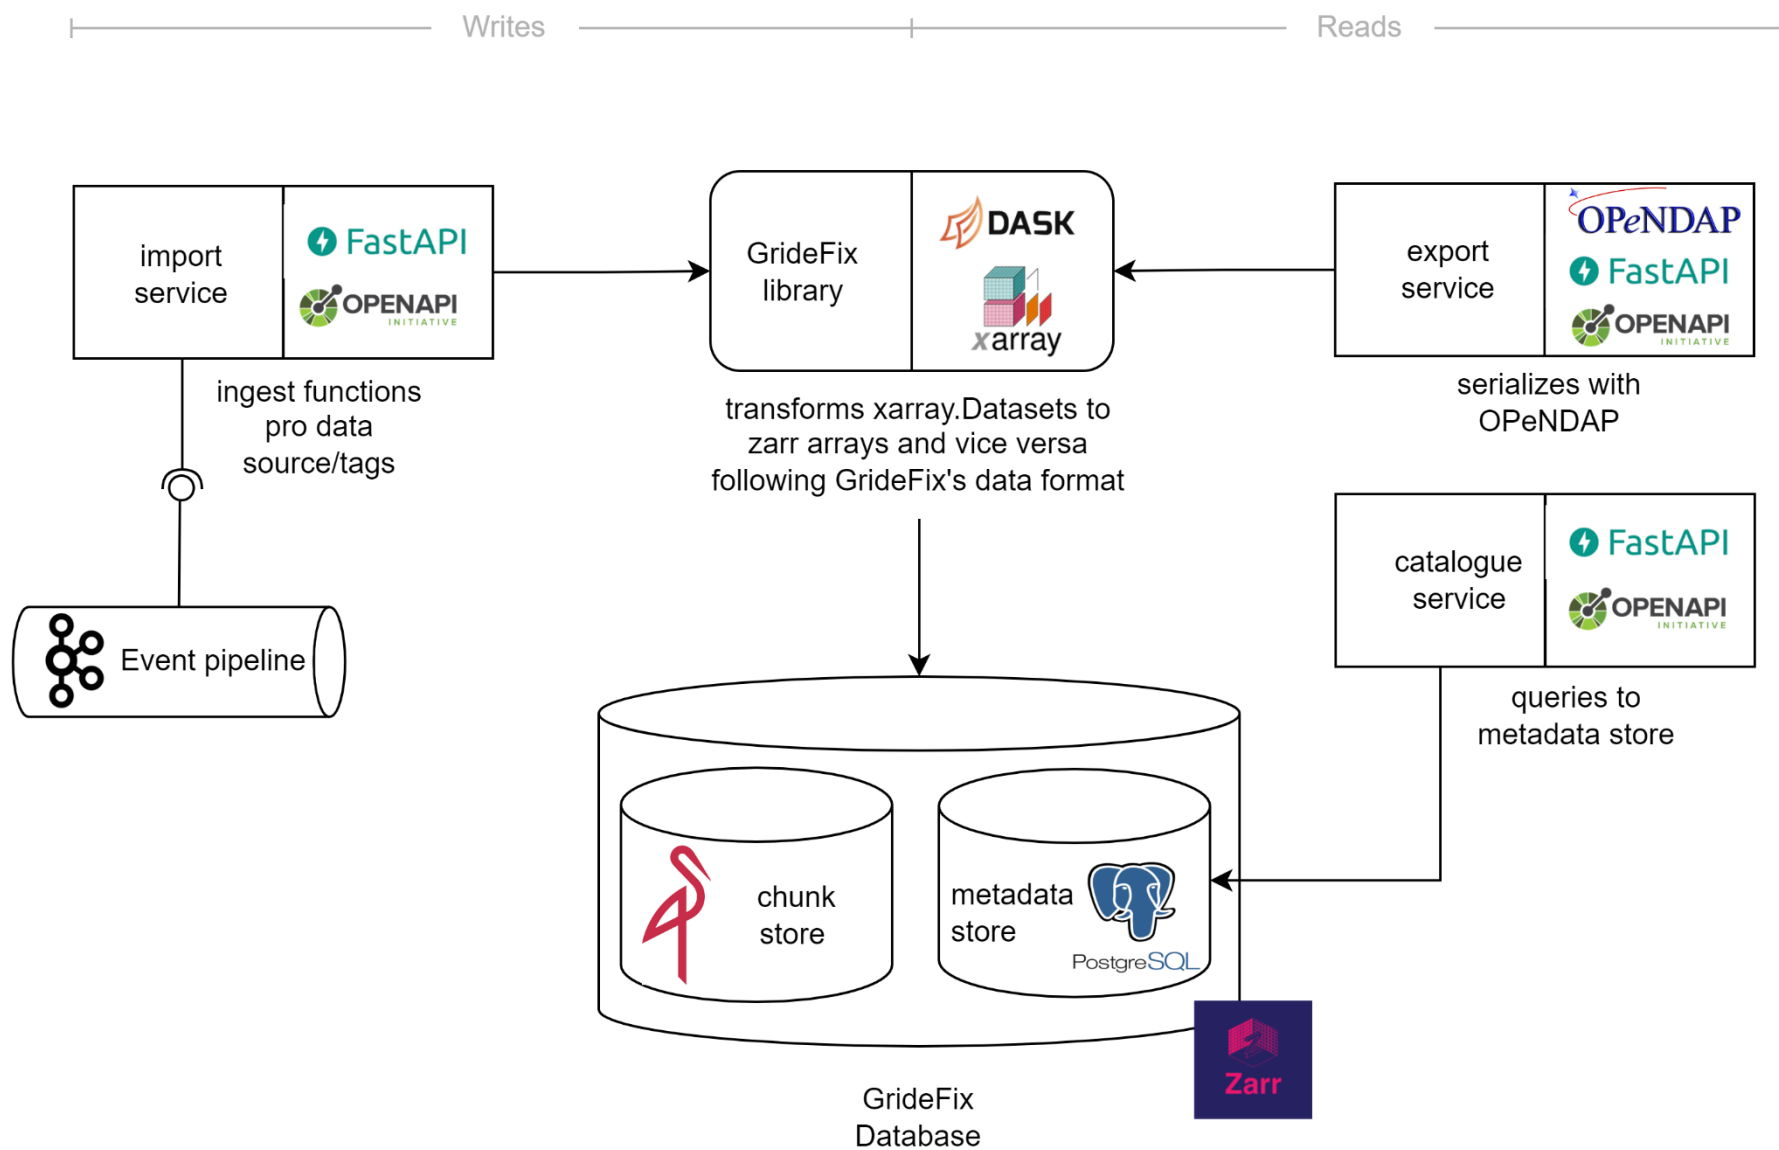 Writes
Reads
import
service
FastAPI
OPENAPI
INITIATIVE
ingest functions
pro data
source/tags
Event pipeline
GrideFix
library
DASK
xarray
transforms xarray.Datasets to
zarr arrays and vice versa
following GrideFix's data format
export
service
OPeNDAP
FastAPI
OPENAPI
INITIATIVE
serializes with
OPeNDAP
catalogue
service
FastAPI
OPENAPI
INITIATIVE
queries to
metadata store
chunk
store
metadata
store
PostgreSQL
Zarr
GrideFix
Database